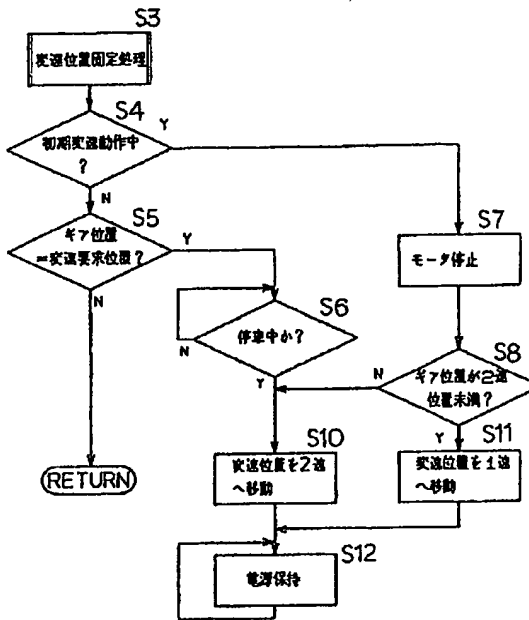 S3
変速位置固定処理
S4
初期変速動作中
?
Y
N
S5
ギア位置
=変速要求位置?
Y
N
S7
モータ停止
S6
停車中か?
N
Y
S8
ギア位置が2速
位置未満?
N
Y
S10
変速位置を2速
へ移動
S11
変速位置を1速
へ移動
RETURN
S12
電源保持